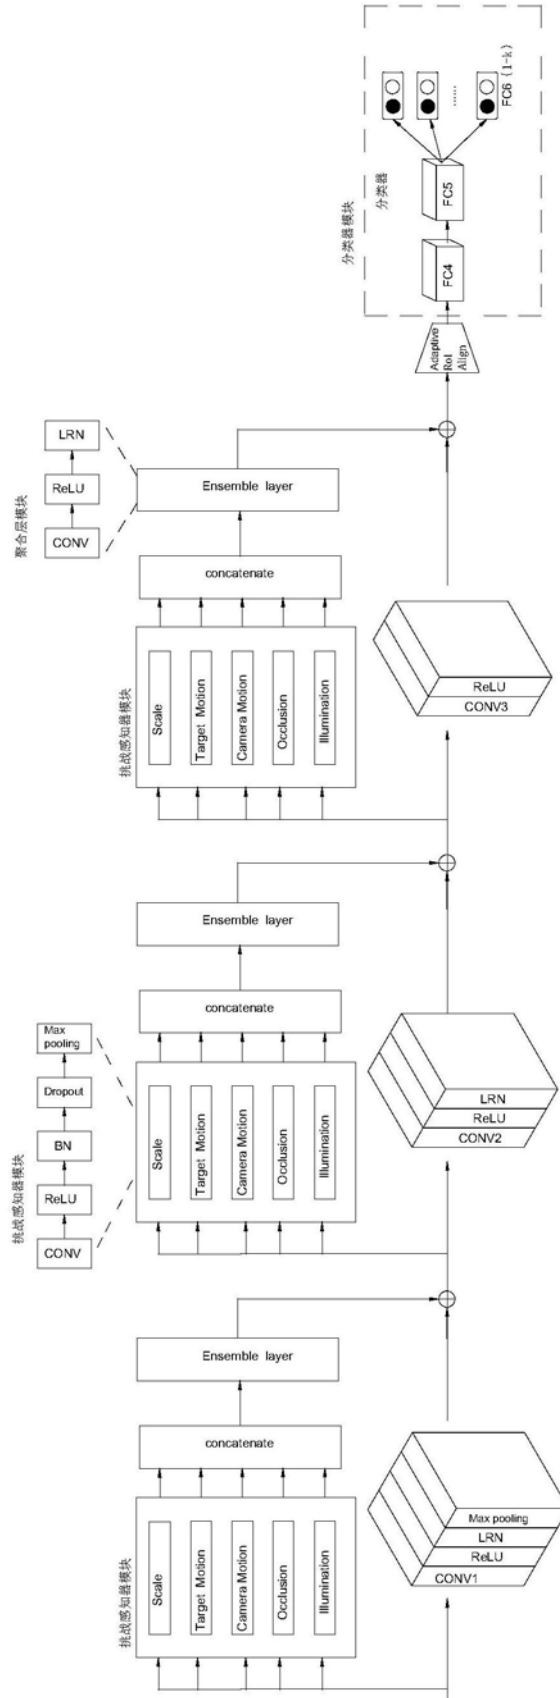 FC6 (1-k)
......
分类器
FC5
FC4
分类器模块
Adaptive
RoI
Align
LRN
ReLU
CONV
聚合层模块
Ensemble layer
concatenate
挑战感知器模块
Scale
Target Motion
Camera Motion
Occlusion
Illumination
ReLU
CONV3
Ensemble layer
concatenate
Max
pooling
Dropout
BN
ReLU
CONV
挑战感知器模块
Scale
Target Motion
Camera Motion
Occlusion
Illumination
LRN
ReLU
CONV2
Ensemble layer
concatenate
挑战感知器模块
Scale
Target Motion
Camera Motion
Occlusion
Illumination
Max pooling
LRN
ReLU
CONV1